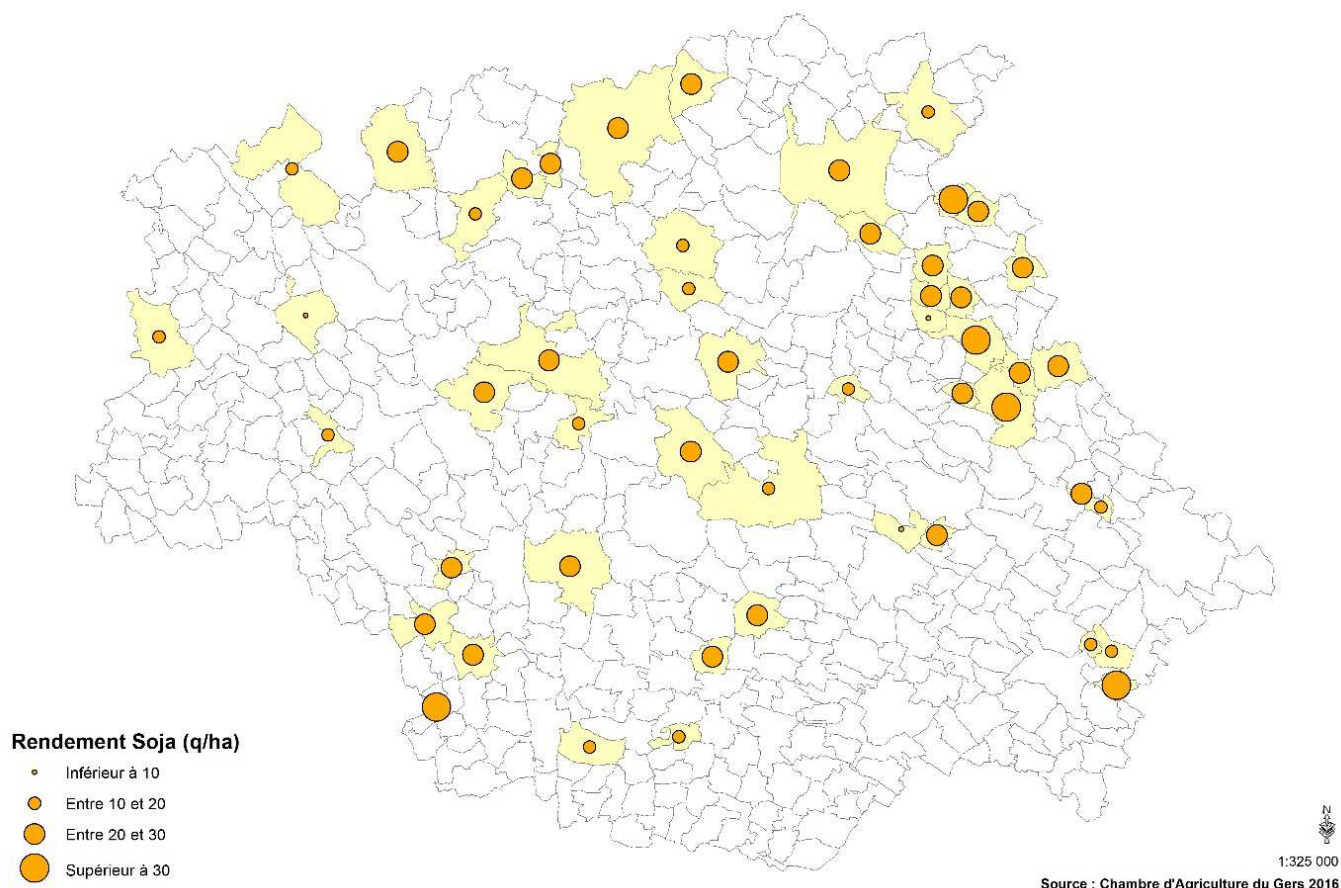 Rendement Soja (q/ha)
Inférieur à 10
Entre 10 et 20
Entre 20 et 30
Supérieur à 30
N
1:325 000
Source : Chambre d'Agriculture du Gers 2016